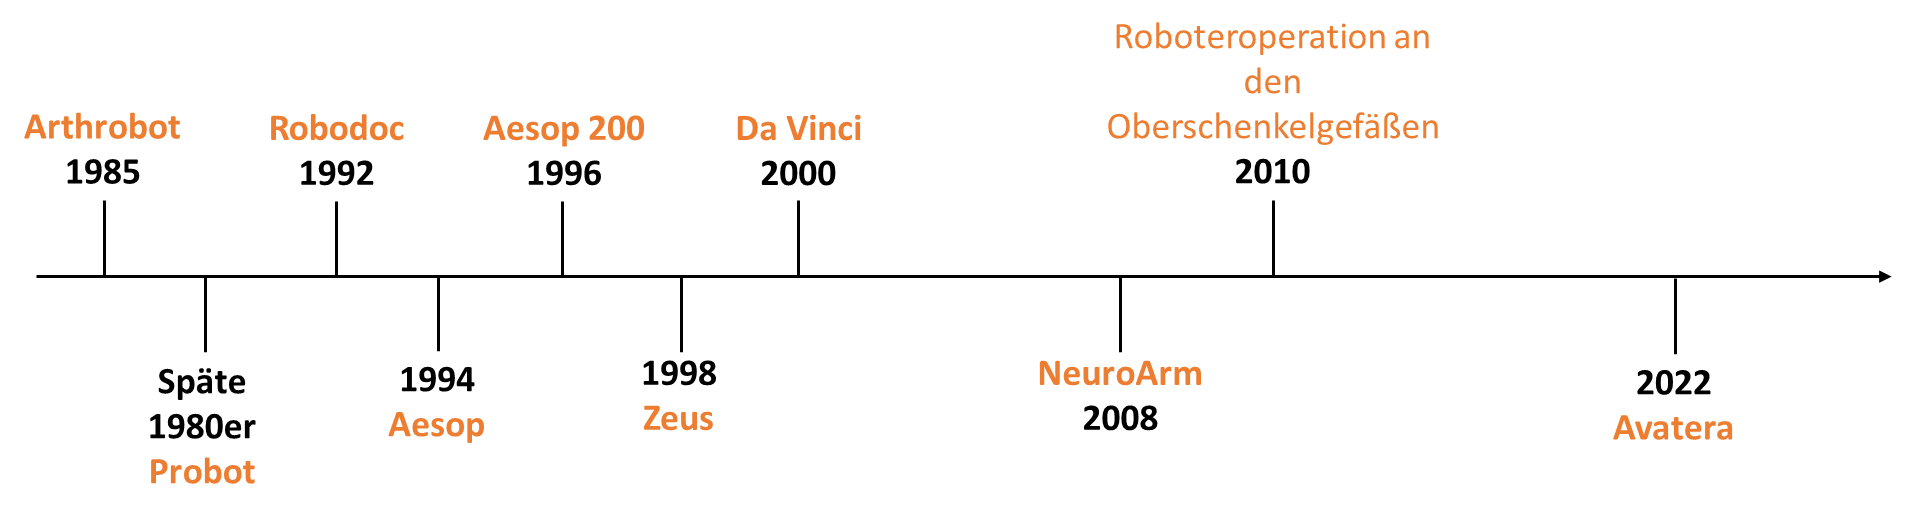 Arthrobot
1985
Späte
1980er
Probot
Robodoc
1992
1994
Aesop
Aesop 200
1996
1998
Zeus
Da Vinci
2000
NeuroArm
2008
Roboteroperation an
den
Oberschenkelgefäßen
2010
2022
Avatera